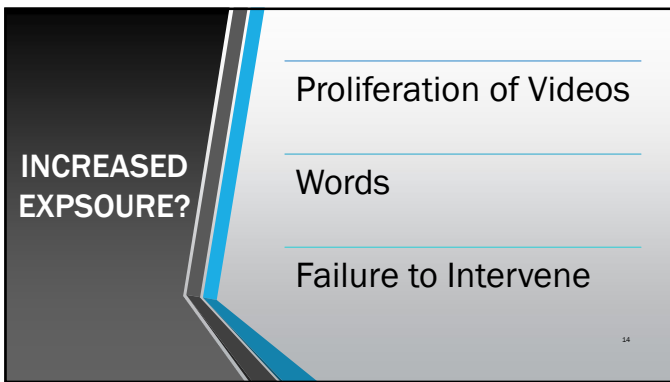 INCREASED
EXPSOURE?
Proliferation of Videos
Words
Failure to Intervene
14